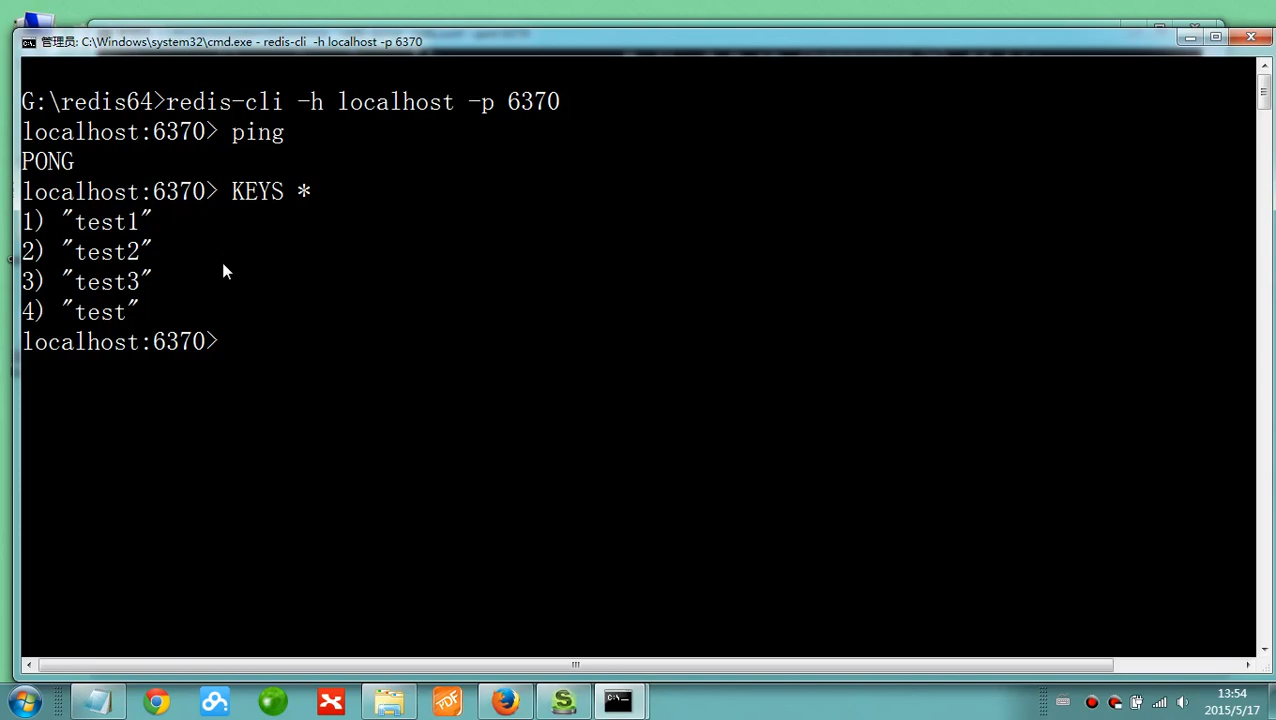 管理员: C:\Windows\system32\cmd.exe - redis-cli  -h localhost -p 6370
G:\redis64>redis-cli -h localhost -p 6370
localhost:6370> ping
PONG
localhost:6370> KEYS *
1) "test1"
2) "test2"
3) "test3"
4) "test"
localhost:6370>
PDF
13:54
2015/5/17